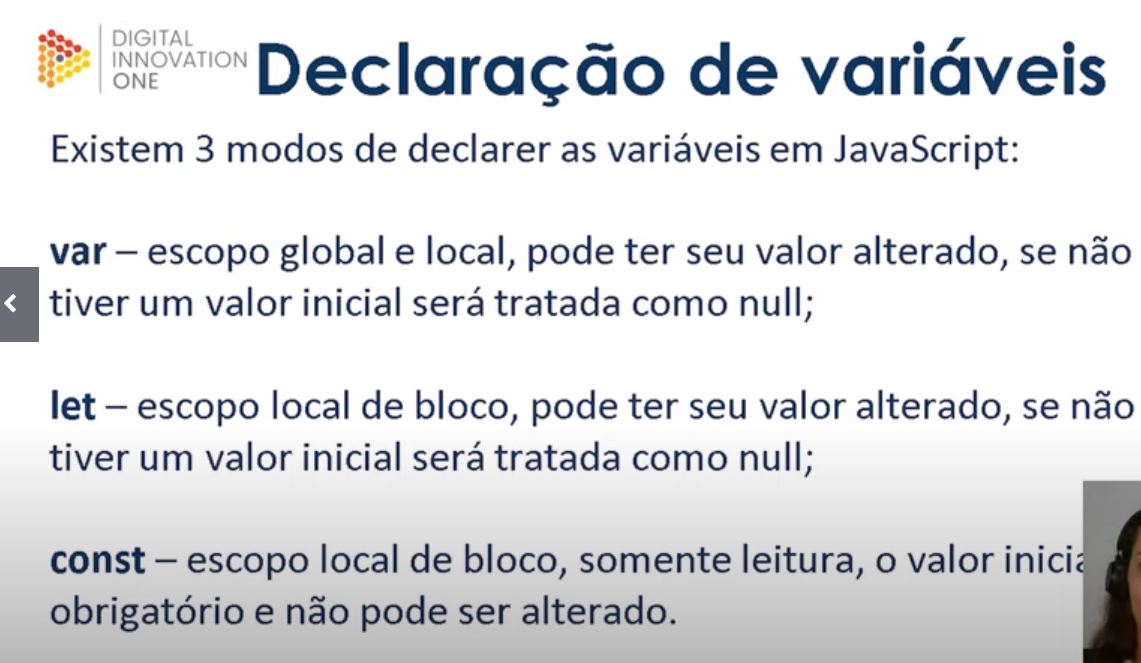 DIGITAL
INNOVATION
ONE
Declaração de variáveis
Existem 3 modos de declarer as variáveis em JavaScript:
var – escopo global e local, pode ter seu valor alterado, se não
tiver um valor inicial será tratada como null;
let – escopo local de bloco, pode ter seu valor alterado, se não
tiver um valor inicial será tratada como null;
const – escopo local de bloco, somente leitura, o valor
obrigatório e não pode ser alterado.